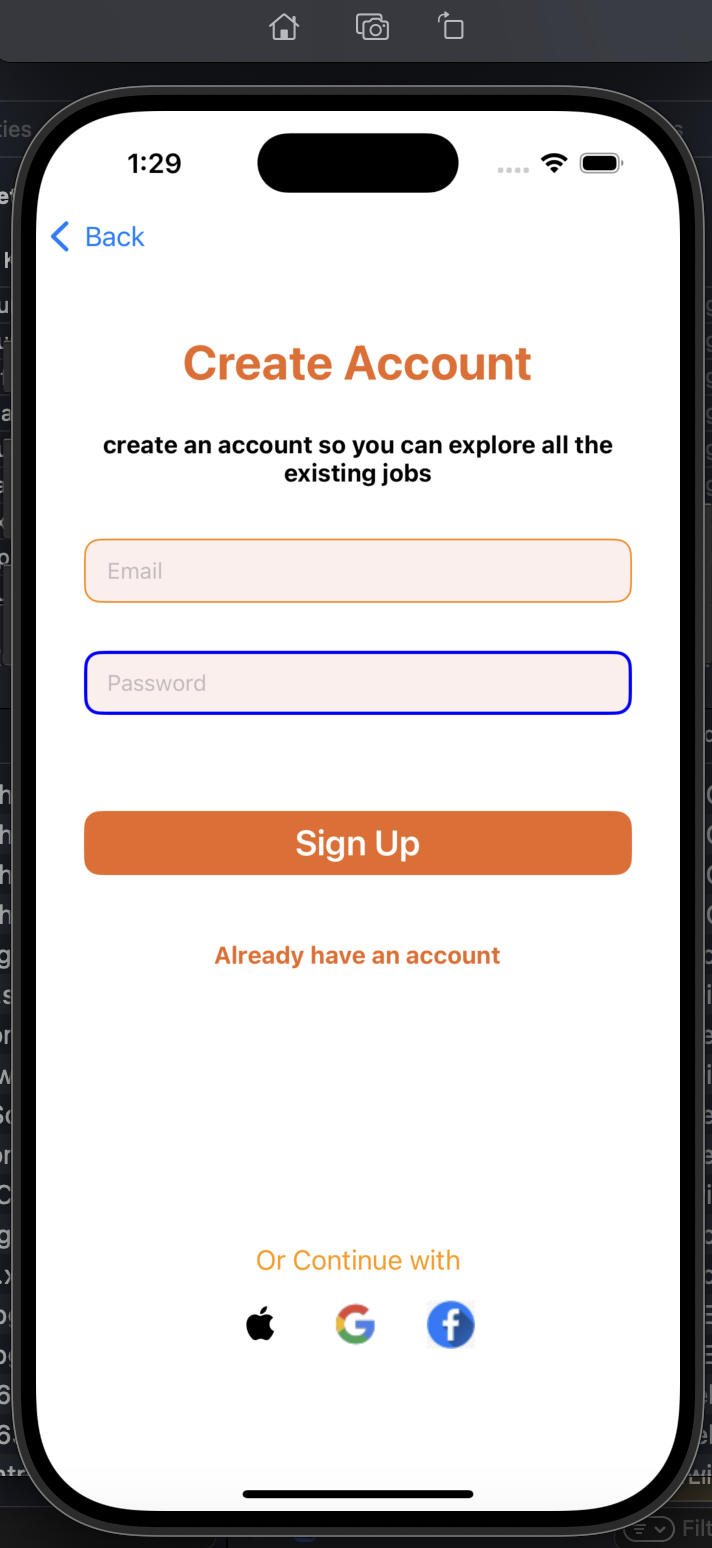 1:29
Back
Create Account
create an account so you can explore all the
existing jobs
Email
Password
Sign Up
Already have an account
Or Continue with